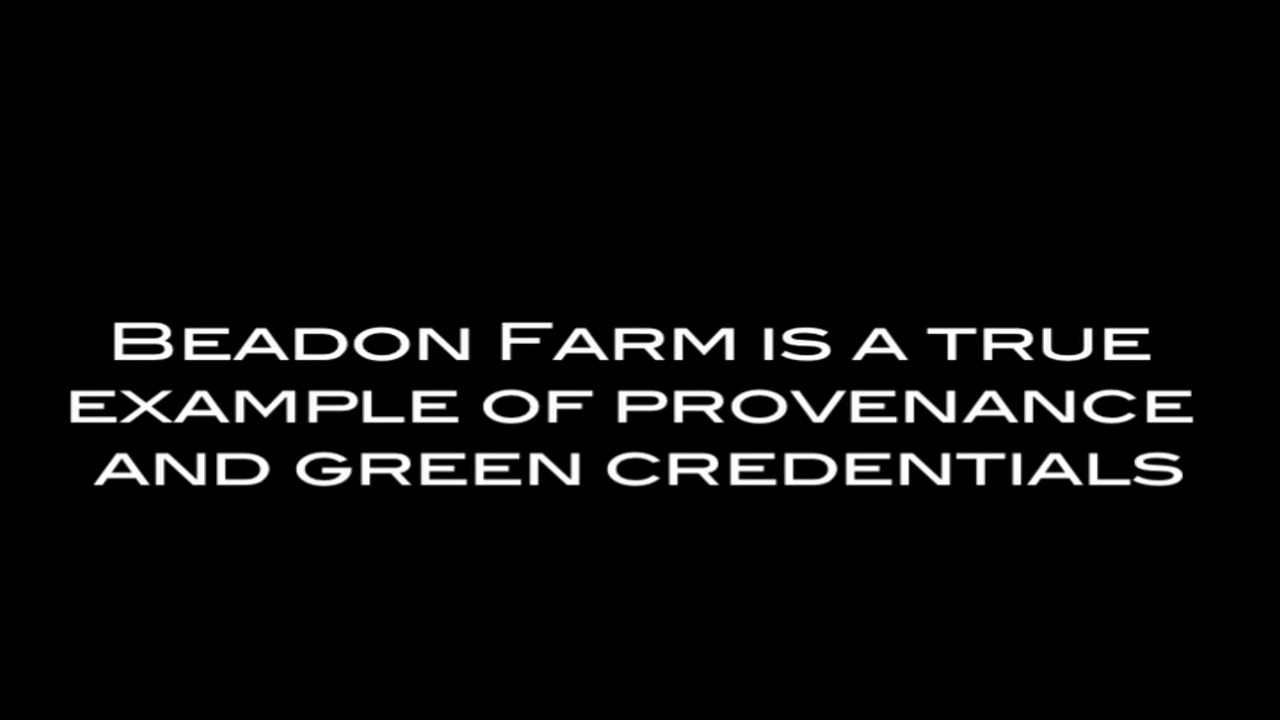 Beadon Farm is a true
example of provenance
and green credentials